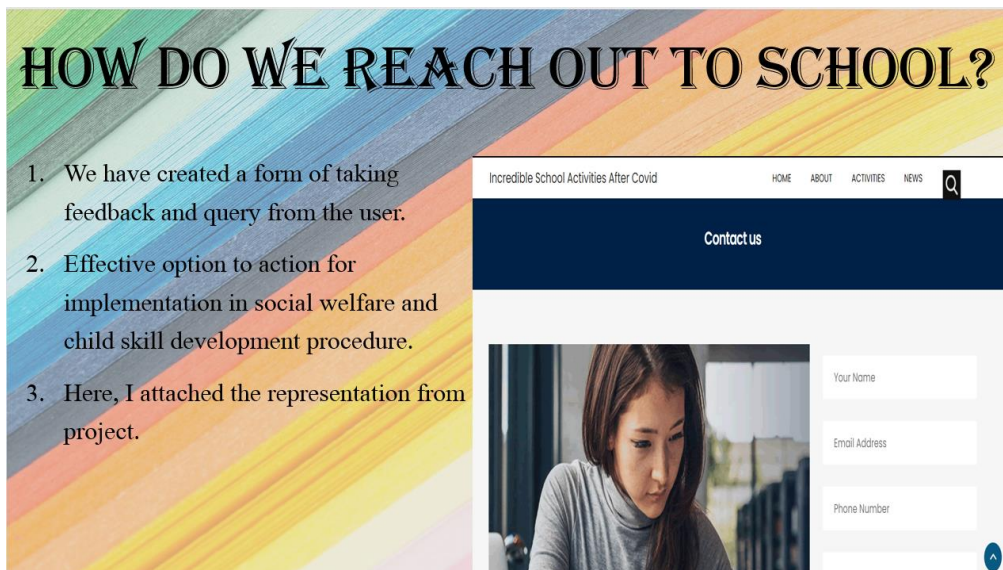 HOW DO WE REACH OUT TO SCHOOL?
1. We have created a form of taking
feedback and query from the user.
2. Effective option to action for
implementation in social welfare and
child skill development procedure.
3. Here, I attached the representation from
project.
Incredible School Activities After Covid
HOME ABOUT ACTIVITIES NEWS
Contact us
Your Name
Email Address
Phone Number